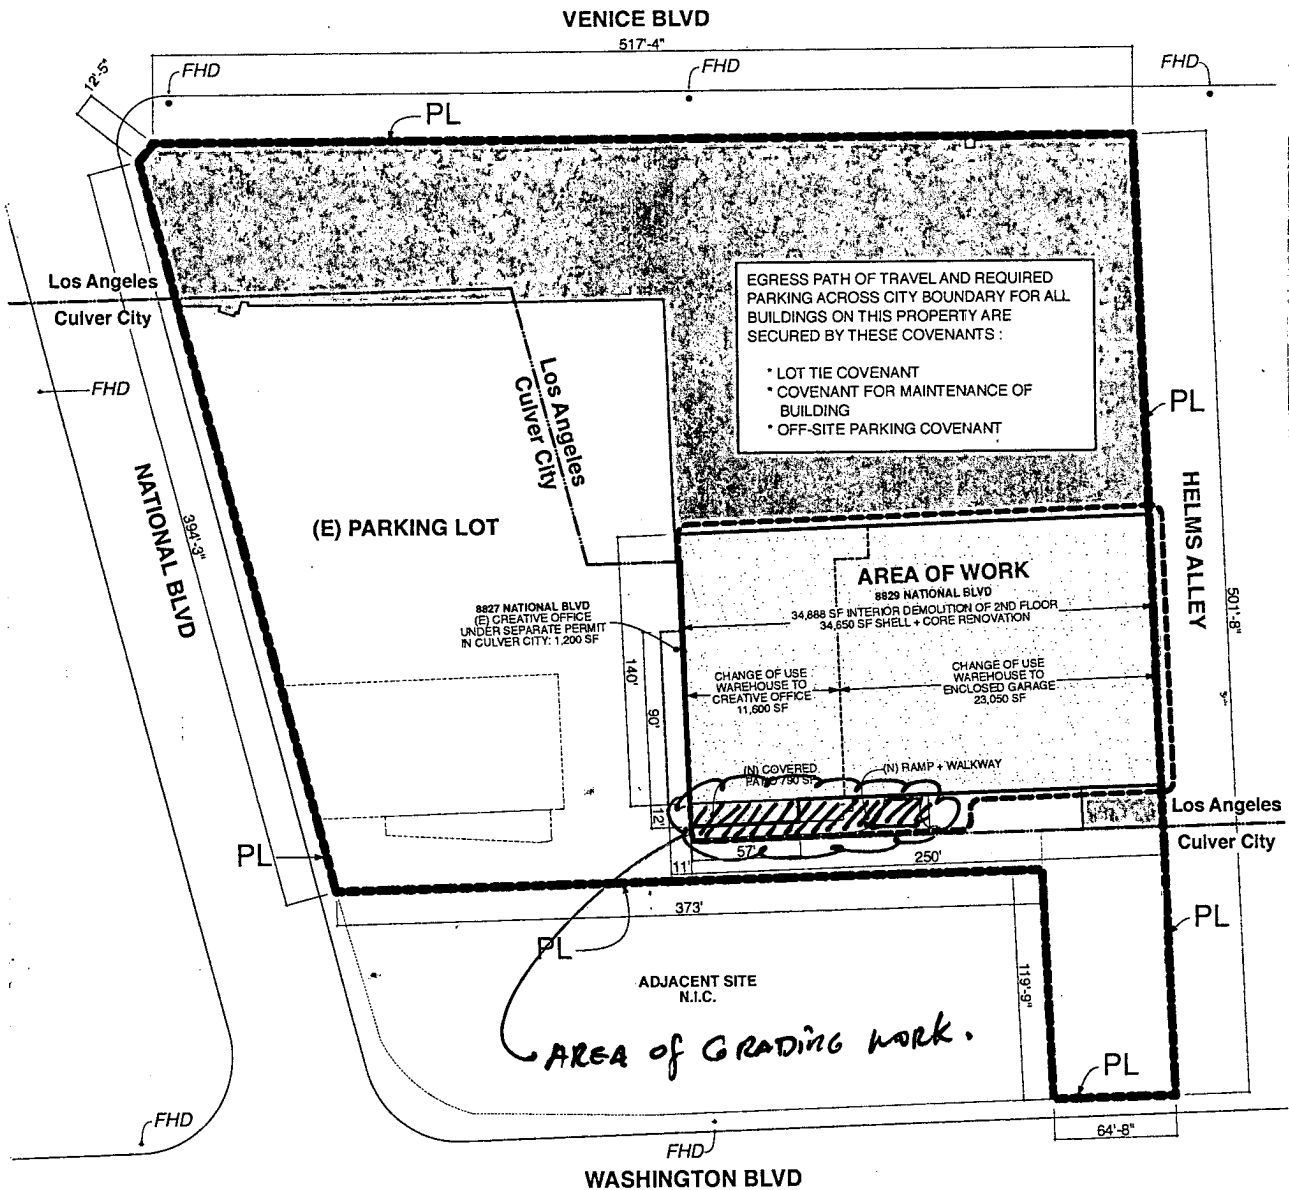 VENICE BLVD
517'-4"
12'-5"
FHD
FHD
FHD
PL
Los Angeles
Culver City
FHD
EGRESS PATH OF TRAVEL AND REQUIRED
PARKING ACROSS CITY BOUNDARY FOR ALL
BUILDINGS ON THIS PROPERTY ARE
SECURED BY THESE COVENANTS :
* LOT TIE COVENANT
* COVENANT FOR MAINTENANCE OF
BUILDING
* OFF-SITE PARKING COVENANT
Los Angeles
Culver City
PL
NATIONAL BLVD
394'-3"
(E) PARKING LOT
HELMS ALLEY
501'-8"
AREA OF WORK
8829 NATIONAL BLVD
34,688 SF INTERIOR DEMOLITION OF 2ND FLOOR
34,650 SF SHELL + CORE RENOVATION
8827 NATIONAL BLVD
(E) CREATIVE OFFICE
UNDER SEPARATE PERMIT
IN CULVER CITY: 1,200 SF
140'
90'
CHANGE OF USE
WAREHOUSE TO
CREATIVE OFFICE
11,600 SF
CHANGE OF USE
WAREHOUSE TO
ENCLOSED GARAGE
23,050 SF
(N) COVERED
PATIO 790 SF
(N) RAMP + WALKWAY
Los Angeles
Culver City
PL
11'
57'
250'
373'
PL
PL
ADJACENT SITE
N.I.C.
119'-9"
AREA OF GRADING WORK.
PL
64'-8"
FHD
FHD
WASHINGTON BLVD